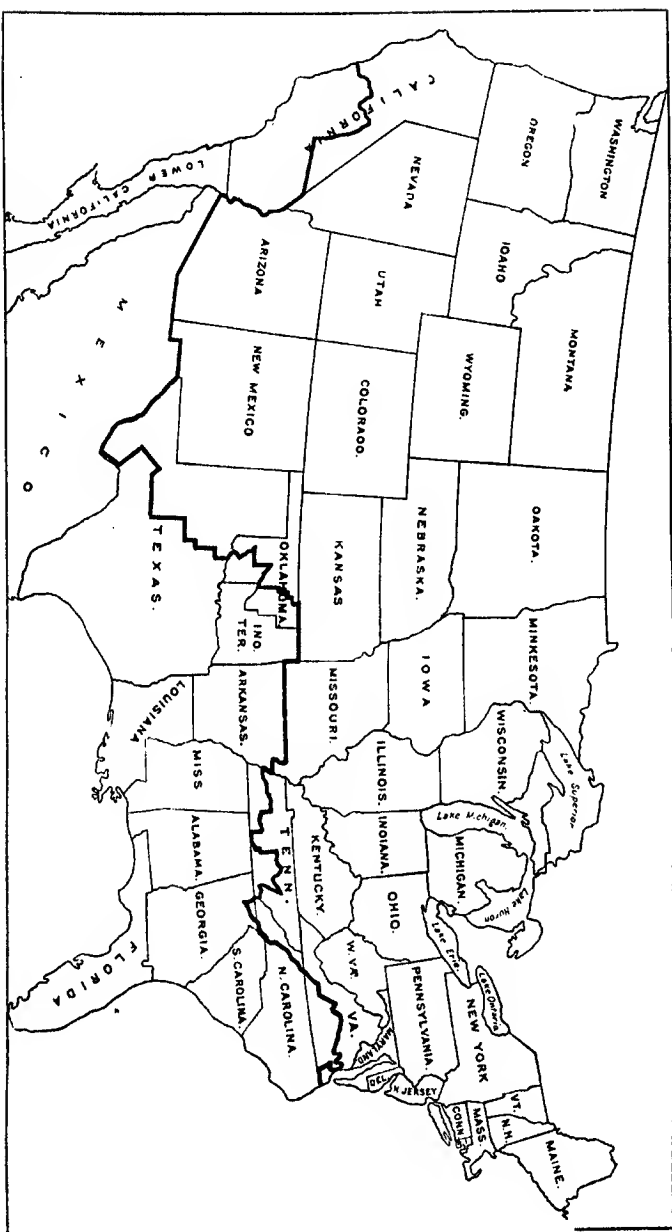 WASHINGTON
OREGON
CALIFORNIA
NEVADA
IDAHO
MONTANA
WYOMING.
UTAH
COLORADO.
ARIZONA
NEW MEXICO
LOWER CALIFORNIA
MEXICO
DAKOTA.
NEBRASKA.
KANSAS
OKLAHOMA
IND.
TER.
TEXAS.
MINNESOTA
IOWA
MISSOURI.
ARKANSAS.
LOUISIANA
WISCONSIN.
ILLINOIS.
INDIANA.
MICHIGAN.
OHIO.
KENTUCKY.
TENN.
MISS
ALABAMA.
GEORGIA.
FLORIDA
S.CAROLINA.
N.CAROLINA.
VA.
W.VA.
MARYLAND
DEL.
N JERSEY
PENNSYLVANIA.
NEW YORK
CONN
MASS.
VT.
N.H.
MAINE.
Lake Superior
Lake Michigan.
Lake Huron
Lake Erie.
Lake Ontario